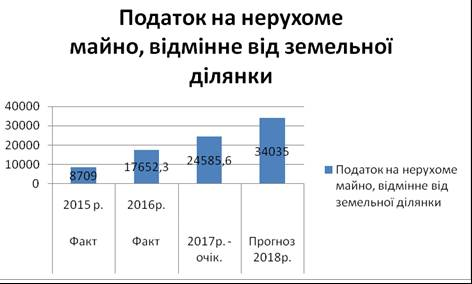 Податок на нерухоме
майно, відмінне від земельної
ділянки
40000
30000
20000
10000
0
8709
17652,3
24585,6
34035
2015 р.
2016р.
Факт
Факт
2017р. -
очік.
Прогноз
2018р.
Податок на нерухоме
майно, відмінне від
земельної ділянки